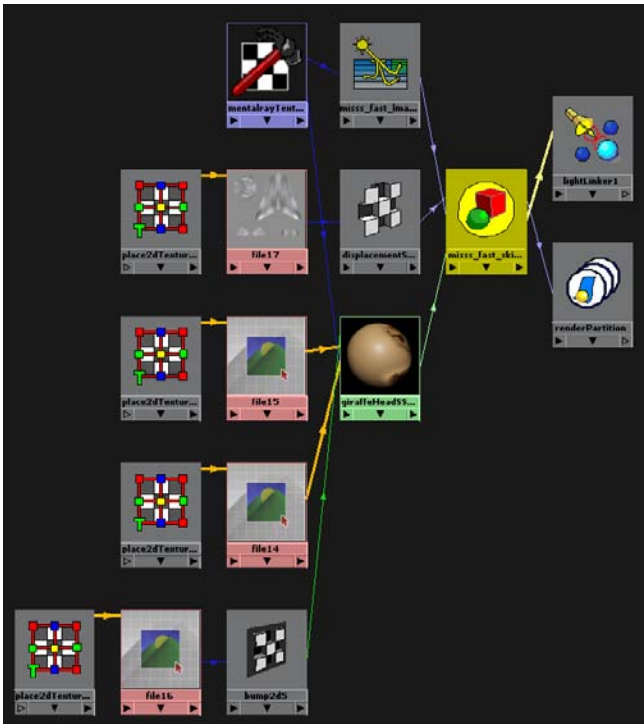 mentalrayText...
misss_fast_lma...
lightLinker1
place2dTextur...
file17
displacementS...
misss_fast_ski...
renderPartition
place2dTextur...
file15
giraffeHeadSS...
place2dTextur...
file14
place2dTextur...
file16
bump2d5